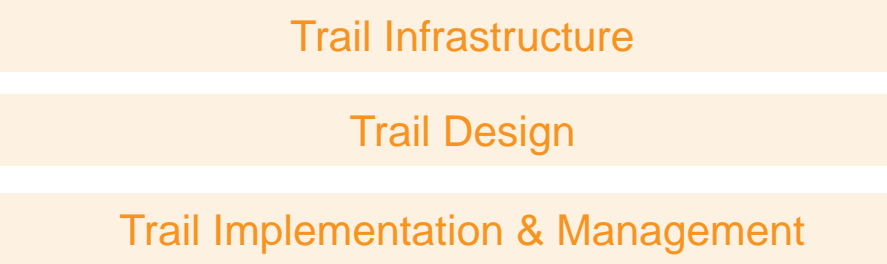 Trail Infrastructure
Trail Design
Trail Implementation & Management